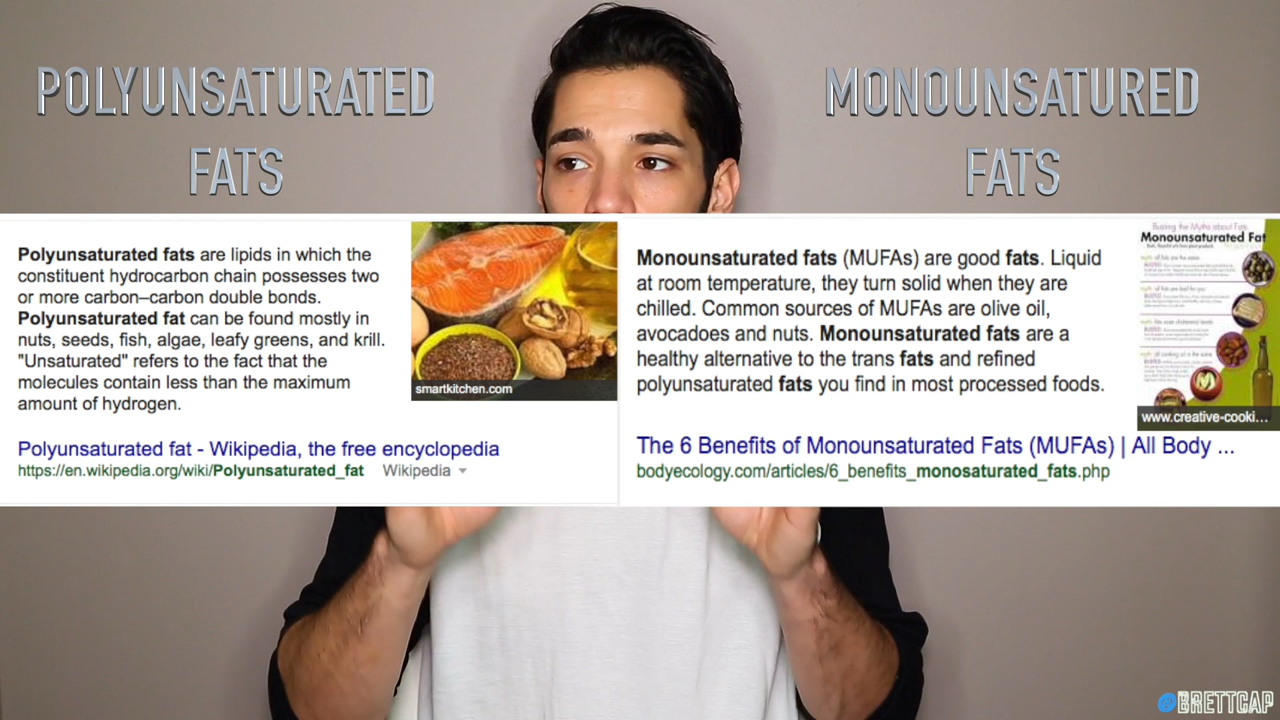 POLYUNSATURATED
FATS
MONOUNSATURED
FATS
Polyunsaturated fats are lipids in which the
constituent hydrocarbon chain possesses two
or more carbon–carbon double bonds.
Polyunsaturated fat can be found mostly in
nuts, seeds, fish, algae, leafy greens, and krill.
"Unsaturated" refers to the fact that the
molecules contain less than the maximum
amount of hydrogen.
smartkitchen.com
Polyunsaturated fat - Wikipedia, the free encyclopedia
https://en.wikipedia.org/wiki/Polyunsaturated_fat Wikipedia
Monounsaturated fats (MUFAs) are good fats. Liquid
at room temperature, they turn solid when they are
chilled. Common sources of MUFAs are olive oil,
avocados and nuts. Monounsaturated fats are a
healthy alternative to the trans fats and refined
polyunsaturated fats you find in most processed foods.
Busting the Myths about Fats
Monounsaturated Fat
www.creative-cooki...
The 6 Benefits of Monounsaturated Fats (MUFAs) | All Body ...
bodyecology.com/articles/6_benefits_monosaturated_fats.php
@BRETTCAP